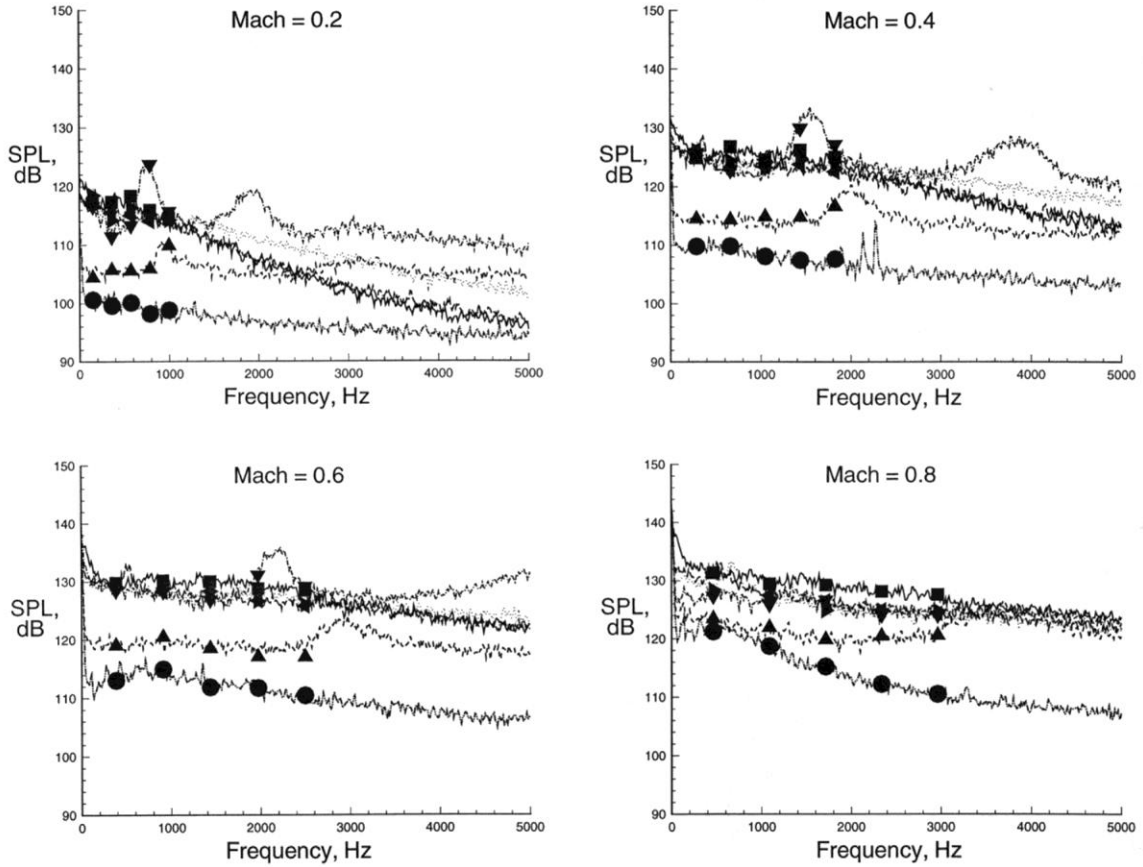 Mach = 0.2
150
140
130
120
110
100
90
SPL,
dB
0 1000 2000 3000 4000 5000
Frequency, Hz
Mach = 0.4
150
140
130
120
110
100
90
SPL,
dB
0 1000 2000 3000 4000 5000
Frequency, Hz
Mach = 0.6
150
140
130
120
110
100
90
SPL,
dB
0 1000 2000 3000 4000 5000
Frequency, Hz
Mach = 0.8
150
140
130
120
110
100
90
SPL,
dB
0 1000 2000 3000 4000 5000
Frequency, Hz